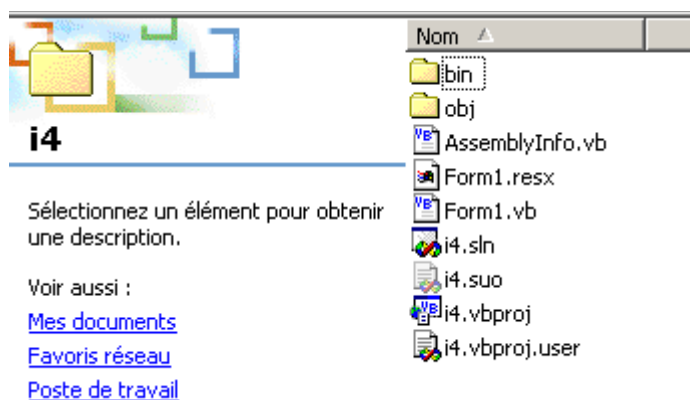 Nom
bin
obj
i4
AssemblyInfo.vb
Form1.resx
Sélectionnez un élément pour obtenir
une description.
Form1.vb
i4.sln
Voir aussi :
i4.suo
Mes documents
i4.vbproj
Favoris réseau
i4.vbproj.user
Poste de travail